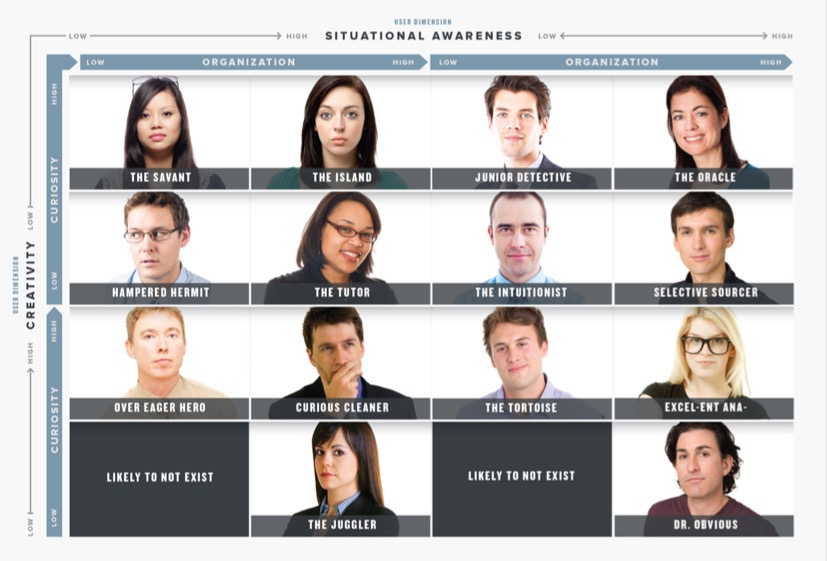 USER DIMENSION
LOW HIGH SITUATIONAL AWARENESS LOW HIGH
LOW ORGANIZATION HIGH LOW ORGANIZATION HIGH
USER DIMENSION
CREATIVITY
LOW
HIGH
LOW
HIGH
CURIOSITY
LOW
HIGH
CURIOSITY
LOW
THE SAVANT
THE ISLAND
JUNIOR DETECTIVE
THE ORACLE
HAMPERED HERMIT
THE TUTOR
THE INTUITIONIST
SELECTIVE SOURCER
OVER EAGER HERO
CURIOUS CLEANER
THE TORTOISE
EXCEL-ENT ANA-
LIKELY TO NOT EXIST
THE JUGGLER
LIKELY TO NOT EXIST
DR. OBVIOUS